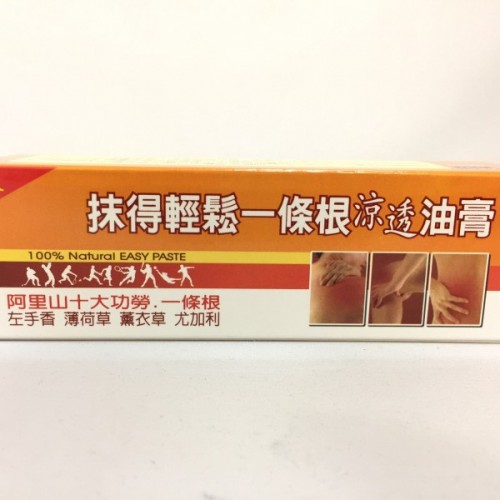 抹得輕鬆一條根涼透油膏
100% Natural EASY PASTE
阿里山十大功勞.一條根
左手香 薄荷草 薰衣草 尤加利